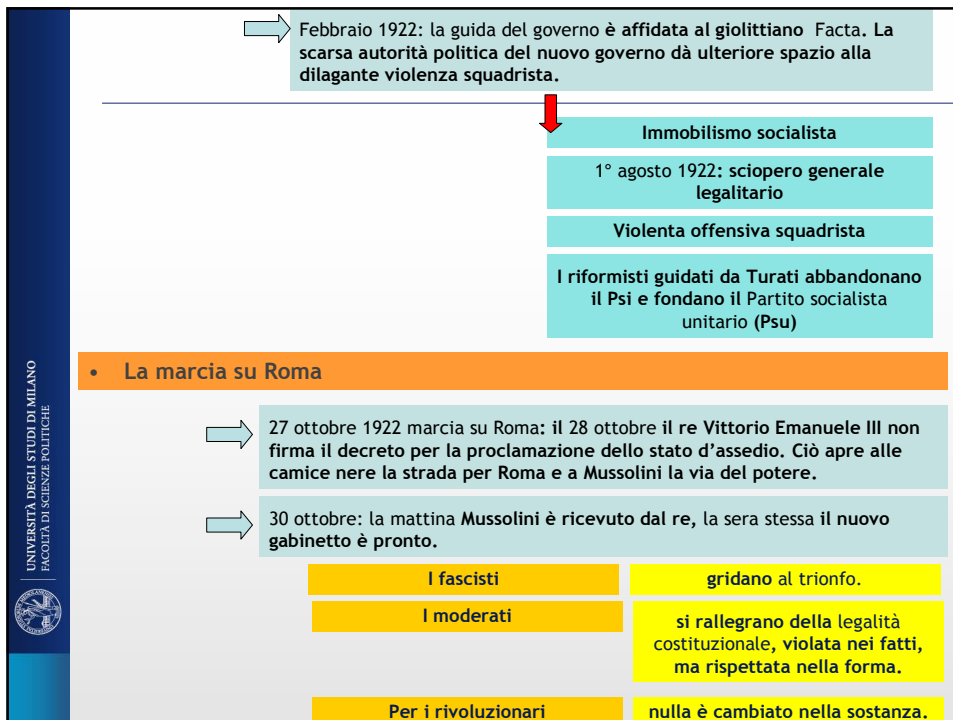 Febbraio 1922: la guida del governo è affidata al giolittiano Facta. La
scarsa autorità politica del nuovo governo dà ulteriore spazio alla
dilagante violenza squadrista.
Immobilismo socialista
1° agosto 1922: sciopero generale
legalitario
Violenta offensiva squadrista
I riformisti guidati da Turati abbandonano
il Psi e fondano il Partito socialista
unitario (Psu)
• La marcia su Roma
27 ottobre 1922 marcia su Roma: il 28 ottobre il re Vittorio Emanuele III non
firma il decreto per la proclamazione dello stato d’assedio. Ciò apre alle
camice nere la strada per Roma e a Mussolini la via del potere.
30 ottobre: la mattina Mussolini è ricevuto dal re, la sera stessa il nuovo
gabinetto è pronto.
I fascisti
gridano al trionfo.
I moderati
si rallegrano della legalità
costituzionale, violata nei fatti,
ma rispettata nella forma.
Per i rivoluzionari
nulla è cambiato nella sostanza.
UNIVERSITÀ DEGLI STUDI DI MILANO
FACOLTÀ DI SCIENZE POLITICHE